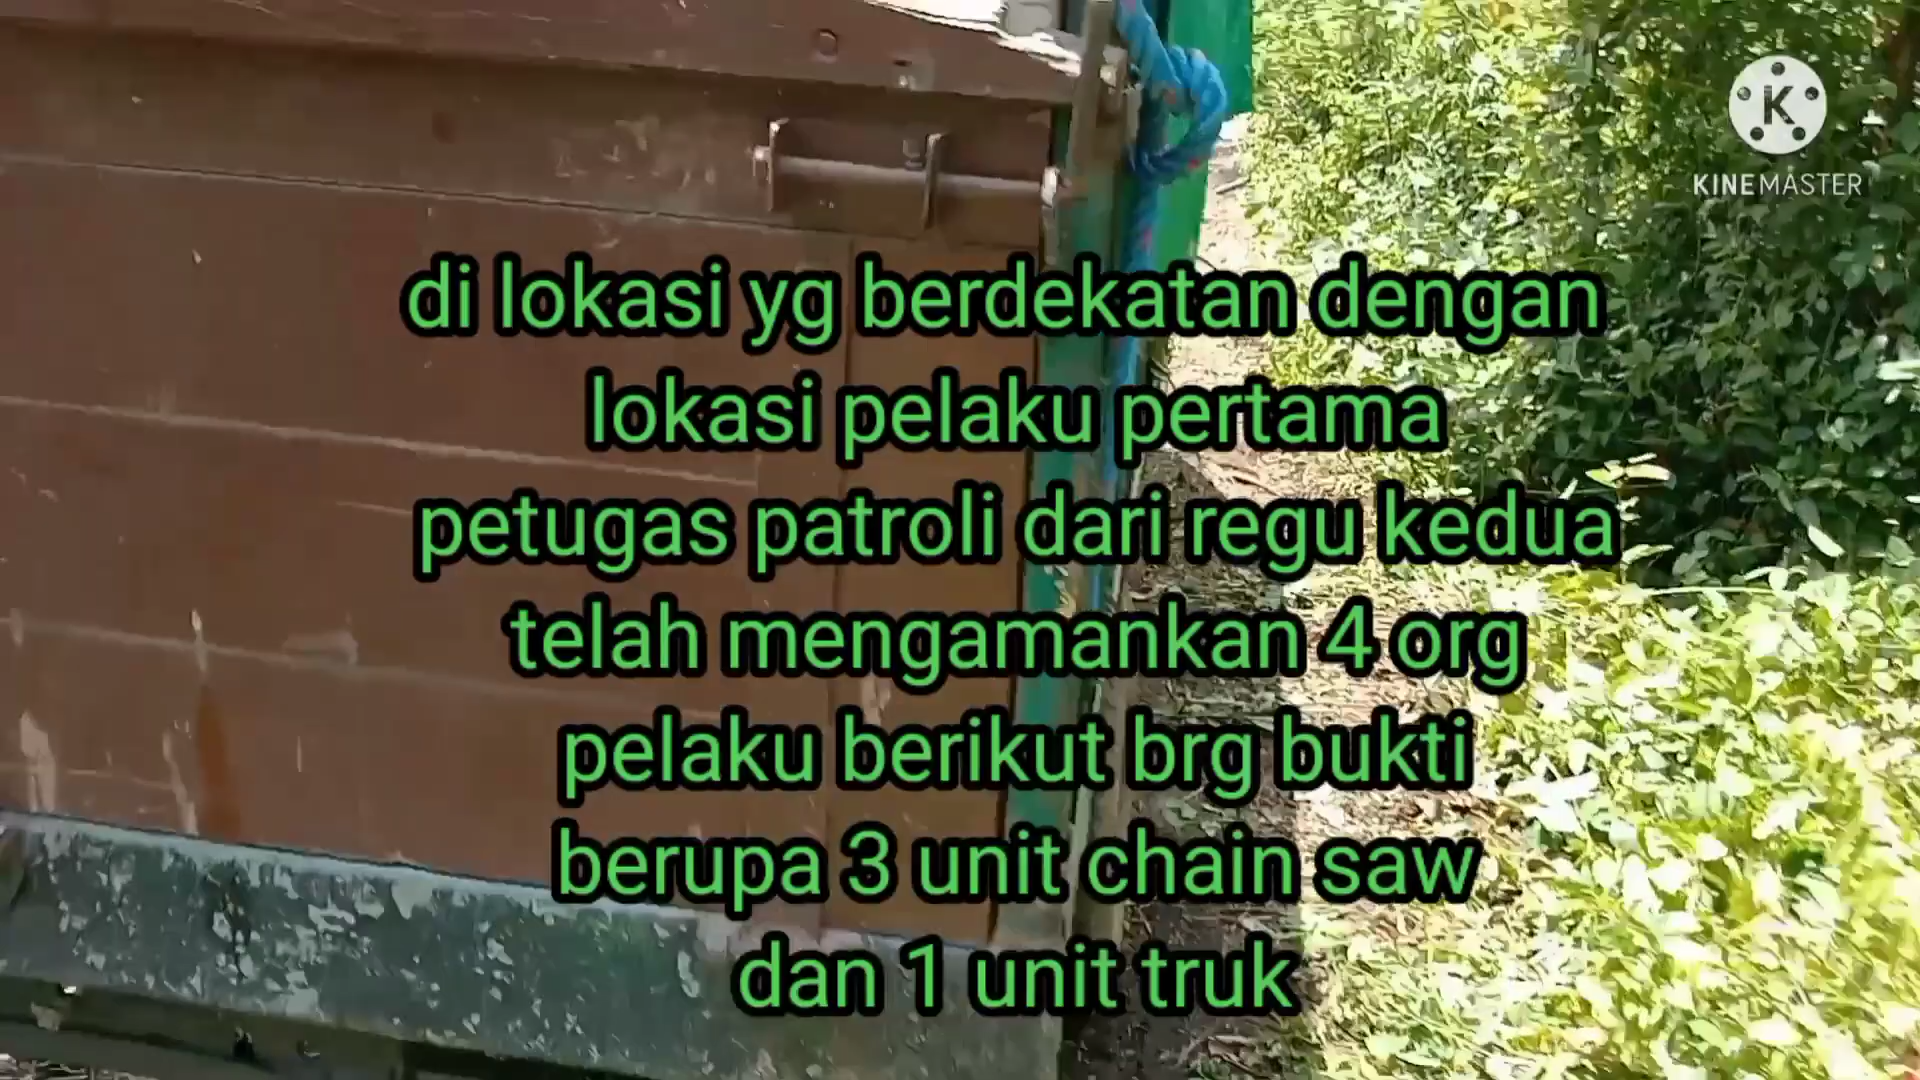 KINEMASTER
di lokasi yg berdekatan dengan
lokasi pelaku pertama
petugas patroli dari regu kedua
telah mengamankan 4 org
pelaku berikut brg bukti
berupa 3 unit chain saw
dan 1 unit truk